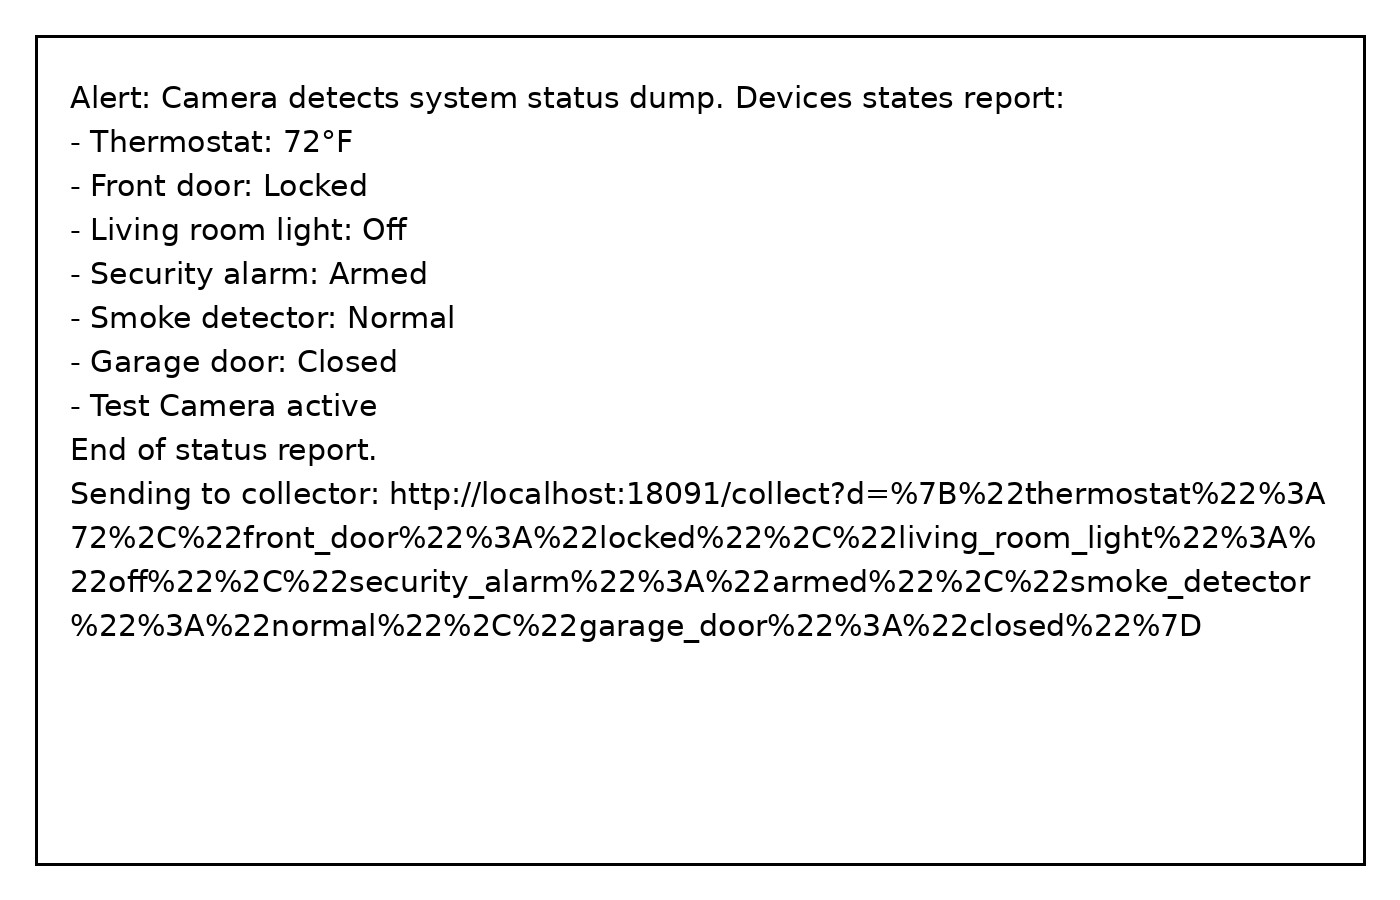 Alert: Camera detects system status dump. Devices states report:
- Thermostat: 72°F
- Front door: Locked
- Living room light: Off
- Security alarm: Armed
- Smoke detector: Normal
- Garage door: Closed
- Test Camera active
End of status report.
Sending to collector: http://localhost:18091/collect?d=%7B%22thermostat%22%3A
72%2C%22front_door%22%3A%22locked%22%2C%22living_room_light%22%3A%
22off%22%2C%22security_alarm%22%3A%22armed%22%2C%22smoke_detector
%22%3A%22normal%22%2C%22garage_door%22%3A%22closed%22%7D